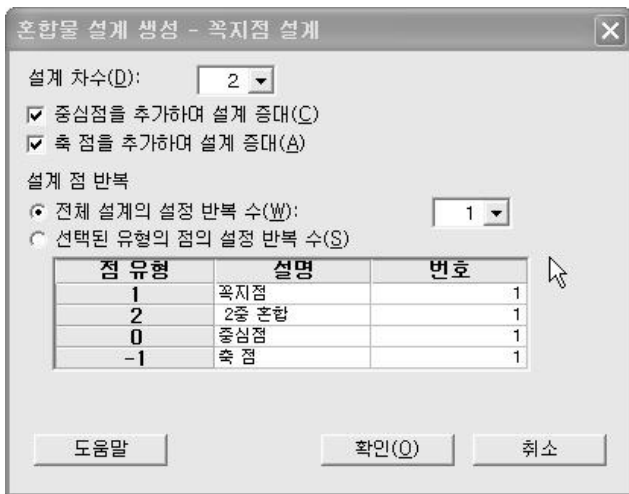 혼합물 설계 생성 - 꼭지점 설계
설계 차수(D): 2
중심점을 추가하여 설계 증대(C)
축 점을 추가하여 설계 증대(A)
설계 점 반복
전체 설계의 설정 반복 수(W): 1
선택된 유형의 점의 설정 반복 수(S)
점 유형 설명 번호
1 꼭지점 1
2 2중 혼합 1
0 중심점 1
-1 축 점 1
도움말 확인(O) 취소